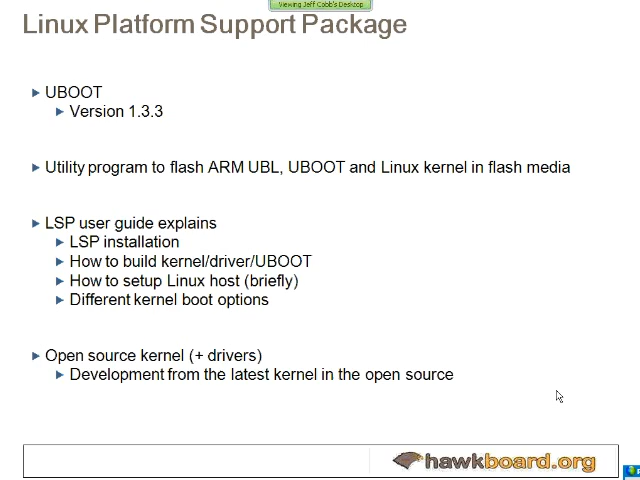 Viewing Jeff Cobb's Desktop
Linux Platform Support Package
UBOOT
Version 1.3.3
Utility program to flash ARM UBL, UBOOT and Linux kernel in flash media
LSP user guide explains
LSP installation
How to build kernel/driver/UBOOT
How to setup Linux host (briefly)
Different kernel boot options
Open source kernel (+ drivers)
Development from the latest kernel in the open source
hawkboard.org